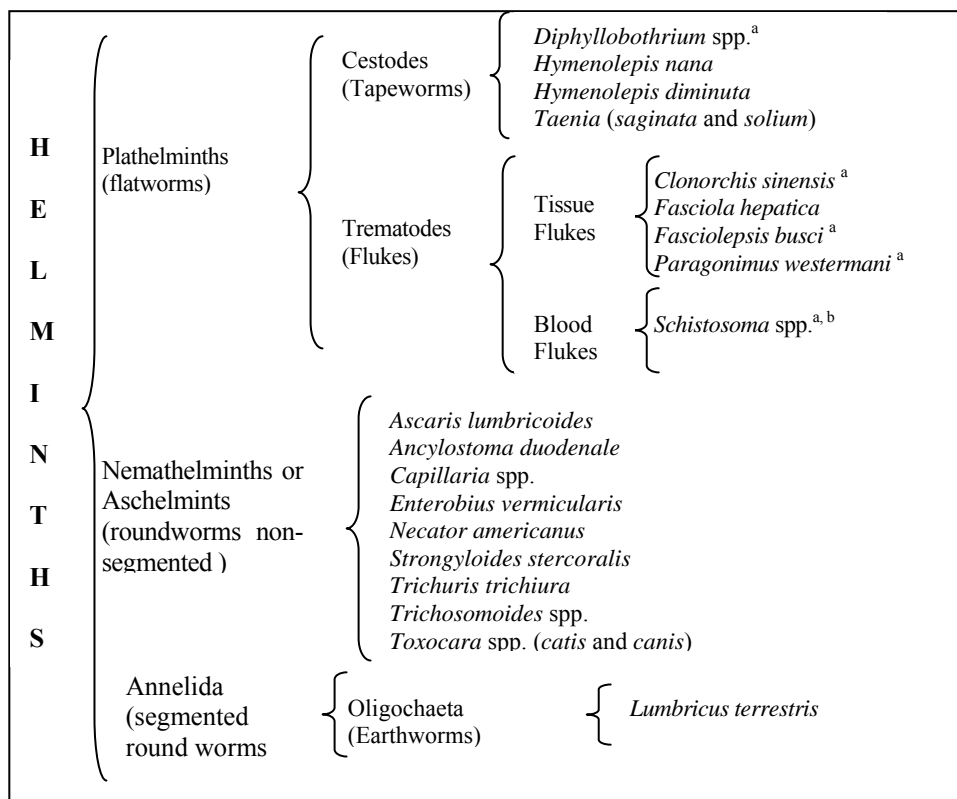 H
E
L
M
I
N
T
H
S
Plathelminths
(flatworms)
Cestodes
(Tapeworms)
Diphyllobothrium spp.a
Hymenolepis nana
Hymenolepis diminuta
Taenia (saginata and solium)
Trematodes
(Flukes)
Tissue
Flukes
Clonorchis sinensis a
Fasciola hepatica
Fasciolepsis busci a
Paragonimus westermani a
Blood
Flukes
Schistosoma spp.a, b
Nemathelminths or
Aschelmints
(roundworms non-
segmented )
Ascaris lumbricoides
Ancylostoma duodenale
Capillaria spp.
Enterobius vermicularis
Necator americanus
Strongyloides stercoralis
Trichuris trichiura
Trichosomoides spp.
Toxocara spp. (catis and canis)
Annelida
(segmented
round worms
Oligochaeta
(Earthworms)
Lumbricus terrestris